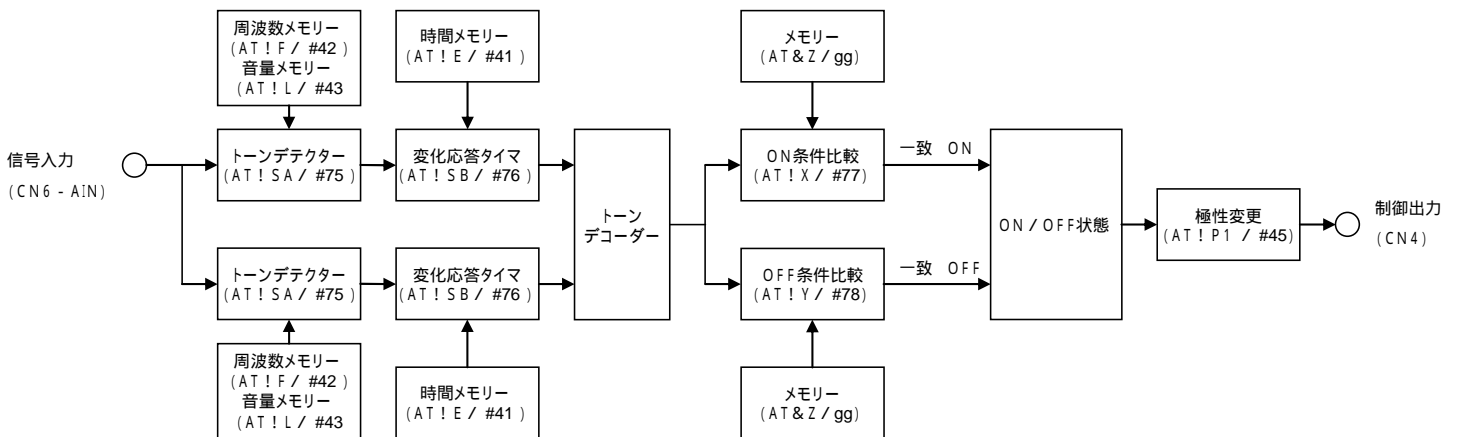 周波数メモリー
(AT!F/ #42)
音量メモリー
(AT!L/ #43
時間メモリー
(AT!E/ #41)
メモリー
(AT&Z/gg)
信号入力
(CN6-AIN)
トーンデテクター
(AT!SA/ #75)
変化応答タイマ
(AT!SB/ #76)
トーン
デコーダー
ON条件比較
(AT!X/ #77)
一致 ON
ON/OFF状態
極性変更
(AT!P1/ #45)
制御出力
(CN4)
トーンデテクター
(AT!SA/ #75)
変化応答タイマ
(AT!SB/ #76)
OFF条件比較
(AT!Y/ #78)
一致 OFF
周波数メモリー
(AT!F/ #42)
音量メモリー
(AT!L/ #43
時間メモリー
(AT!E/ #41)
メモリー
(AT&Z/gg)